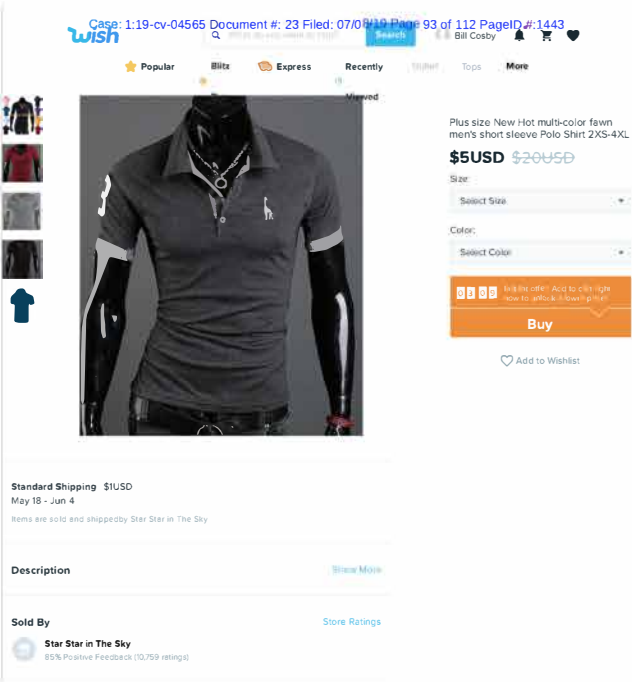 Case: 1:19-cv-04565 Document #: 23 Filed: 07/08/19 Page 93 of 112 PageID #:1443
wish
Search
Bill Cosby
Popular
Blitz
Express
Recently
Tops
More
Viewed
Plus size New Hot multi-color fawn
men's short sleeve Polo Shirt 2XS-4XL
$5USD $20USD
Size:
Select Size
Color:
Select Color
03 09
Buy
Add to Wishlist
Standard Shipping $1USD
May 18 - Jun 4
Items are sold and shippedby Star Star in The Sky
Description
Show More
Sold By
Store Ratings
Star Star in The Sky
85% Positive Feedback (10,759 ratings)